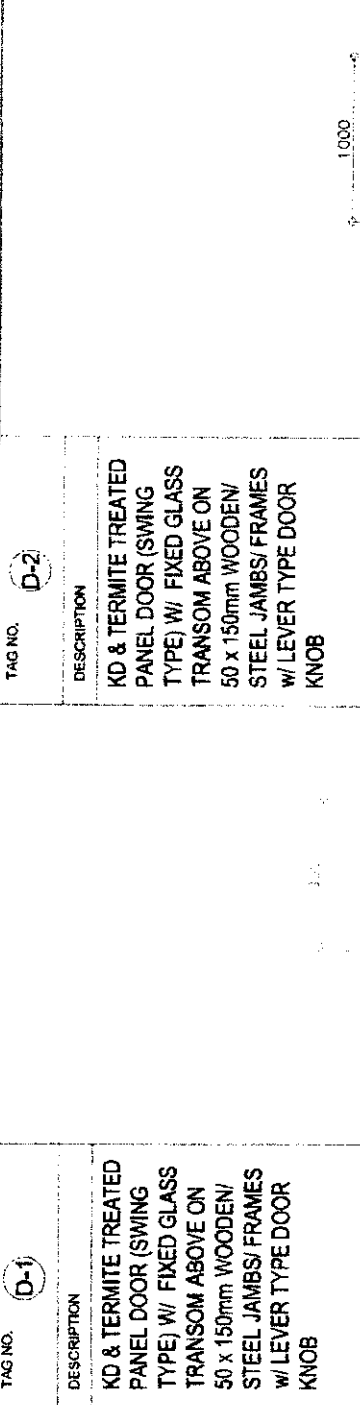 TAG NO.
D-1
DESCRIPTION
KD & TERMITE TREATED
PANEL DOOR (SWING
TYPE) W/ FIXED GLASS
TRANSOM ABOVE ON
50 x 150mm WOODEN/
STEEL JAMBS/ FRAMES
w/ LEVER TYPE DOOR
KNOB
TAG NO.
D-2
DESCRIPTION
KD & TERMITE TREATED
PANEL DOOR (SWING
TYPE) W/ FIXED GLASS
TRANSOM ABOVE ON
50 x 150mm WOODEN/
STEEL JAMBS/ FRAMES
w/ LEVER TYPE DOOR
KNOB
1000